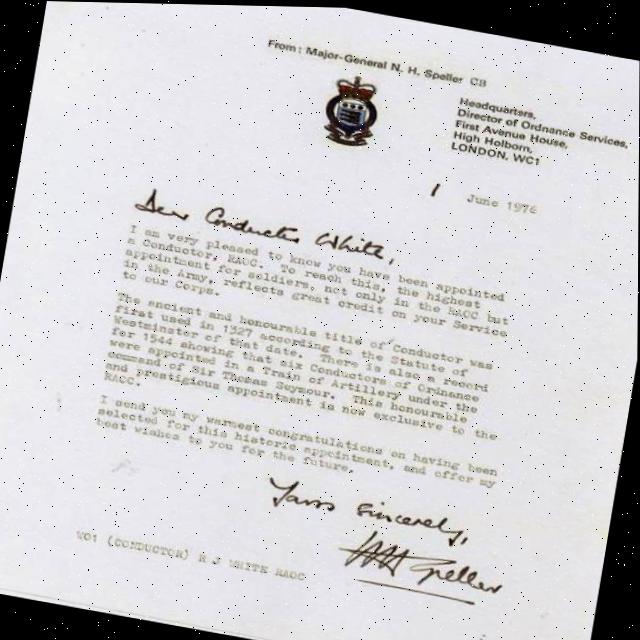 From: Major-General N. H. Speller CB
Headquarters,
Director of Ordnance Services,
First Avenue House,
High Holborn,
LONDON, WC1
1 June 1976
Dear Conductor White,
I am very pleased to know you have been appointed
a Conductor, RAOC. To reach this, the highest
appointment for soldiers, not only in the RAOC but
in the Army, reflects great credit on your Service
to our Corps.
The ancient and honourable title of Conductor was
first used in 1327 according to the Statute of
Westminster of that date. There is also a record
for 1544 showing that six Conductors of Ordnance
were appointed in a Train of Artillery under the
command of Sir Thomas Seymour. This honourable
and prestigious appointment is now exclusive to the
RAOC.
I send you my warmest congratulations on having been
selected for this historic appointment, and offer my
best wishes to you for the future.
Yours sincerely,
N H Speller
WO1 (CONDUCTOR) R J WHITE RAOC